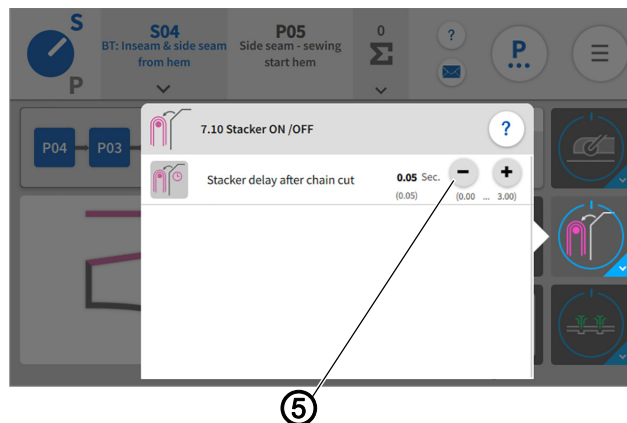 S
P
S04
BT: Inseam & side seam
from hem
P05
Side seam - sewing
start hem
0
Σ
?
P
P04
P03
7.10 Stacker ON /OFF
?
Stacker delay after chain cut
0.05 Sec.
(0.05)
− +
(0.00 ... 3.00)
5